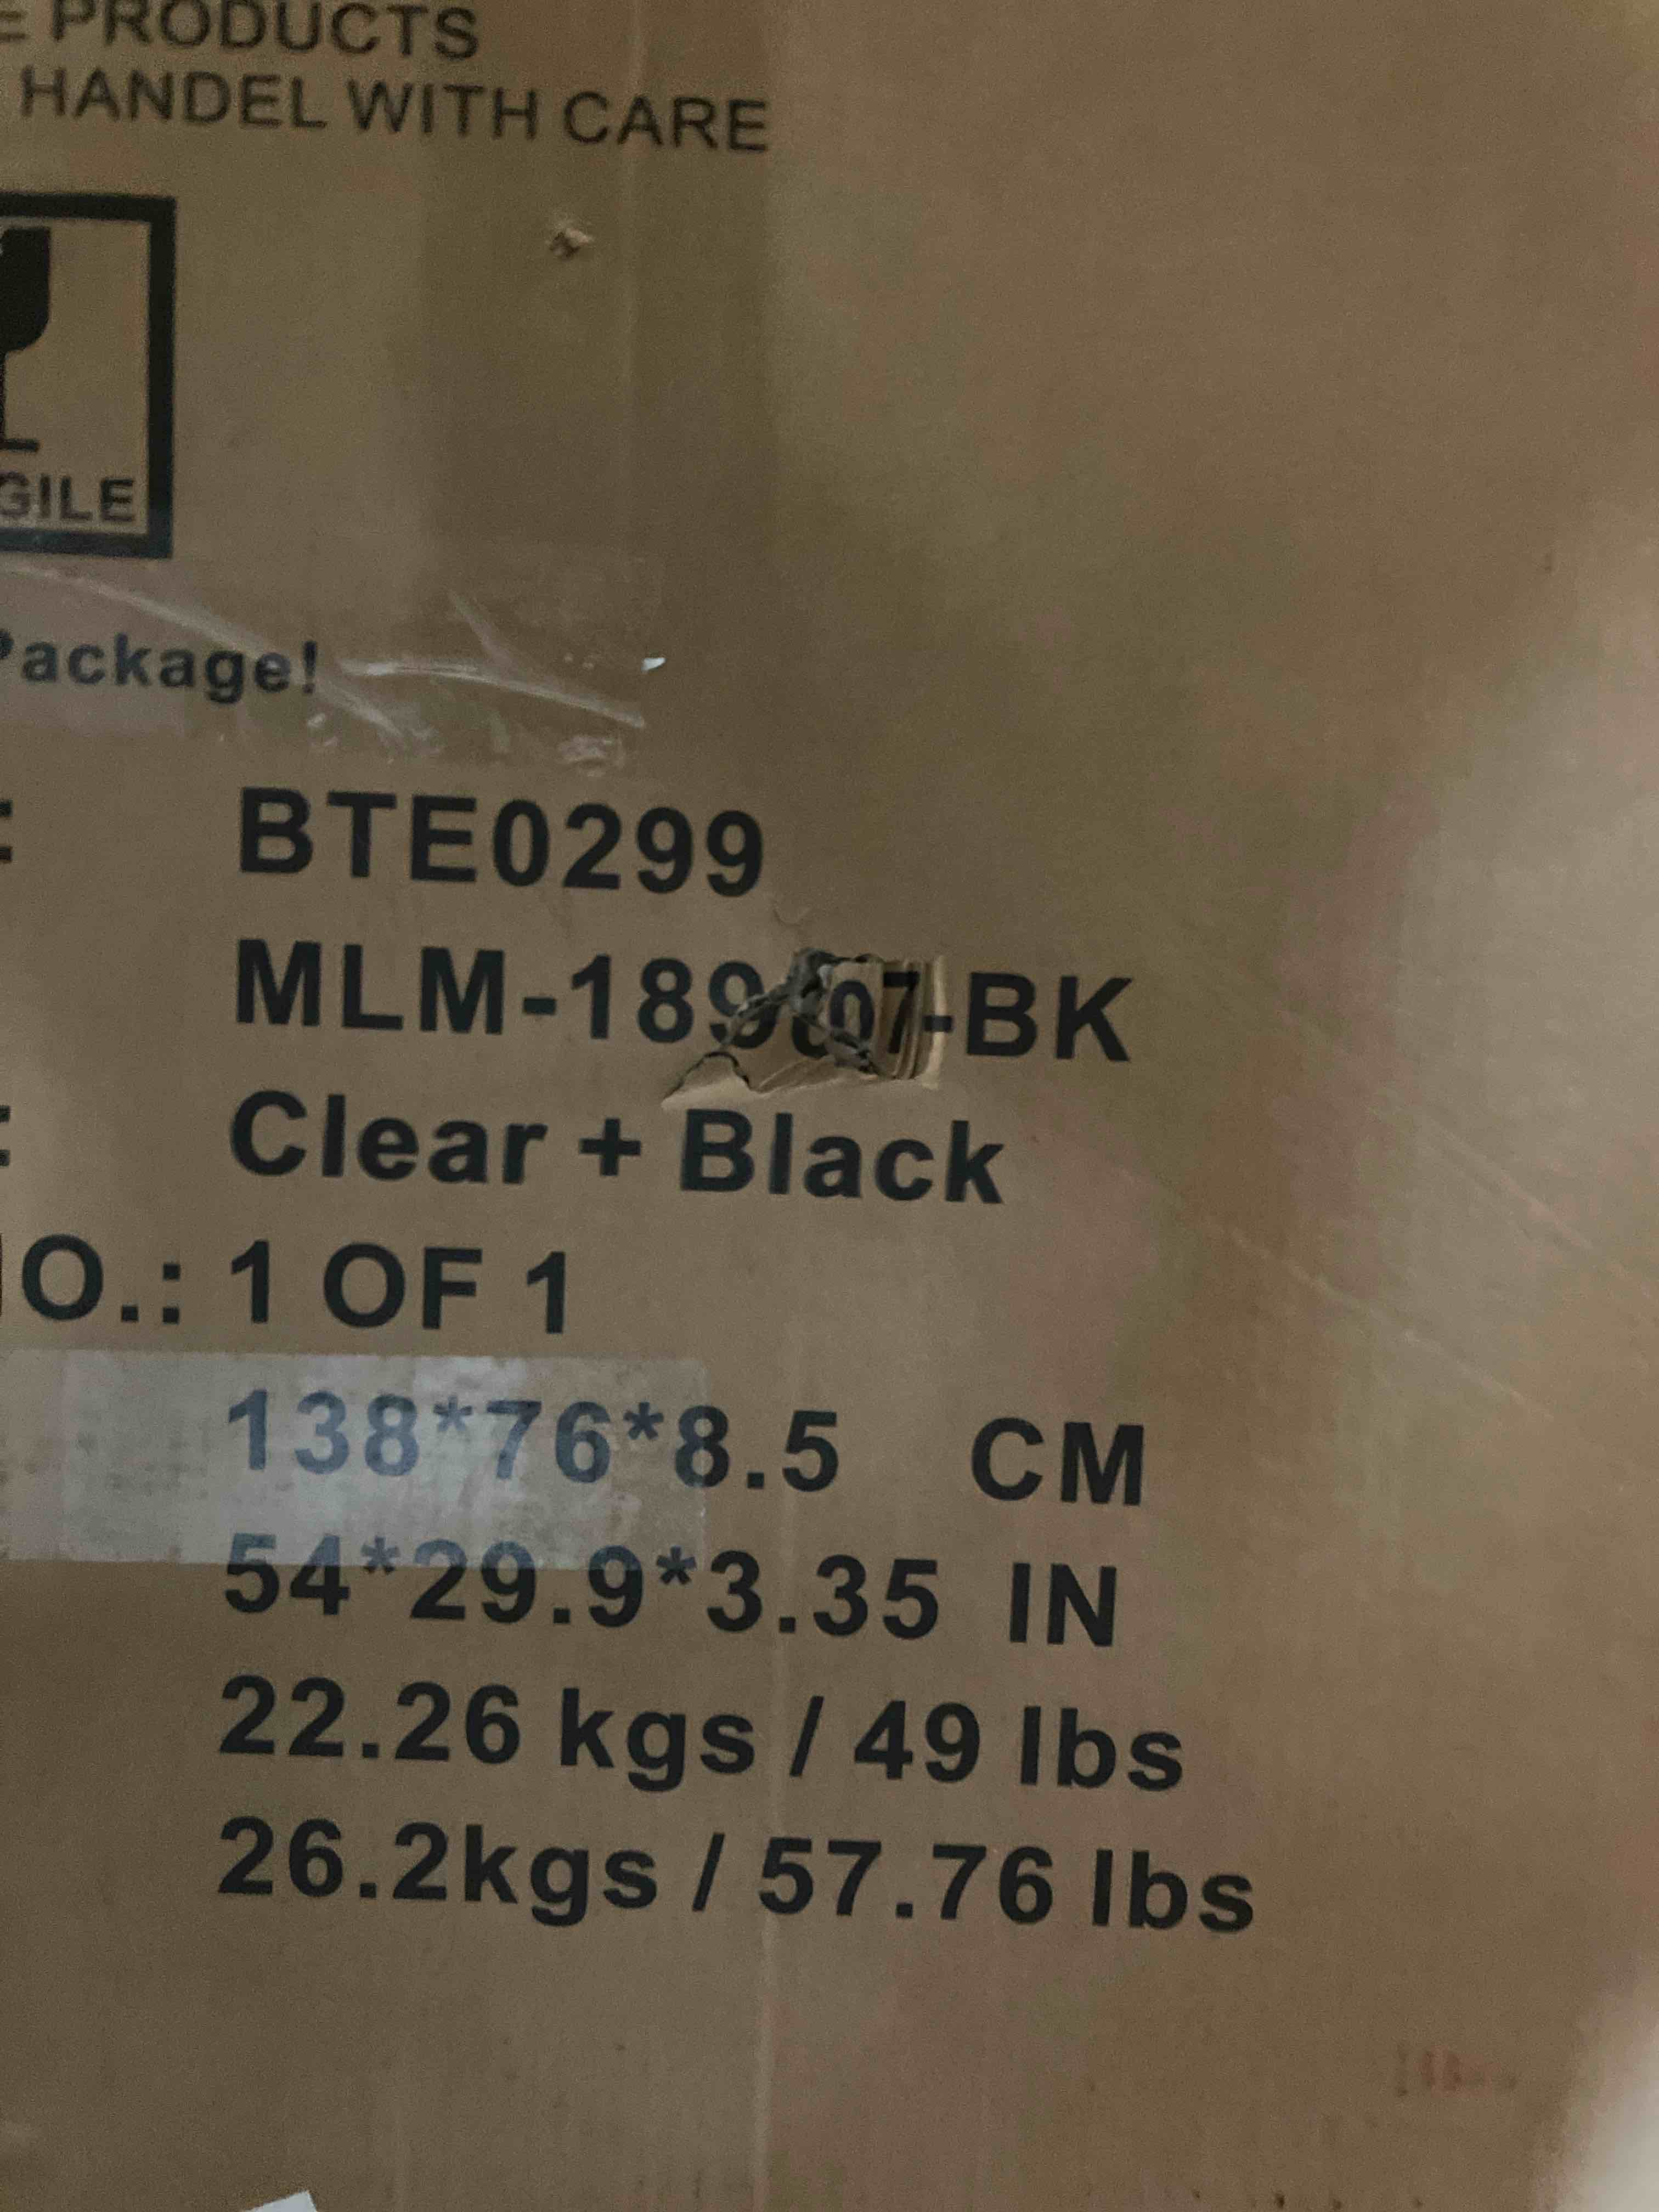 E PRODUCTS
HANDEL WITH CARE
GILE
Package!
: BTE0299
: Clear + Black
NO.: 1 OF 1
138*76*8.5 CM
54*29.9*3.35 IN
22.26 kgs / 49 lbs
26.2kgs / 57.76 lbs